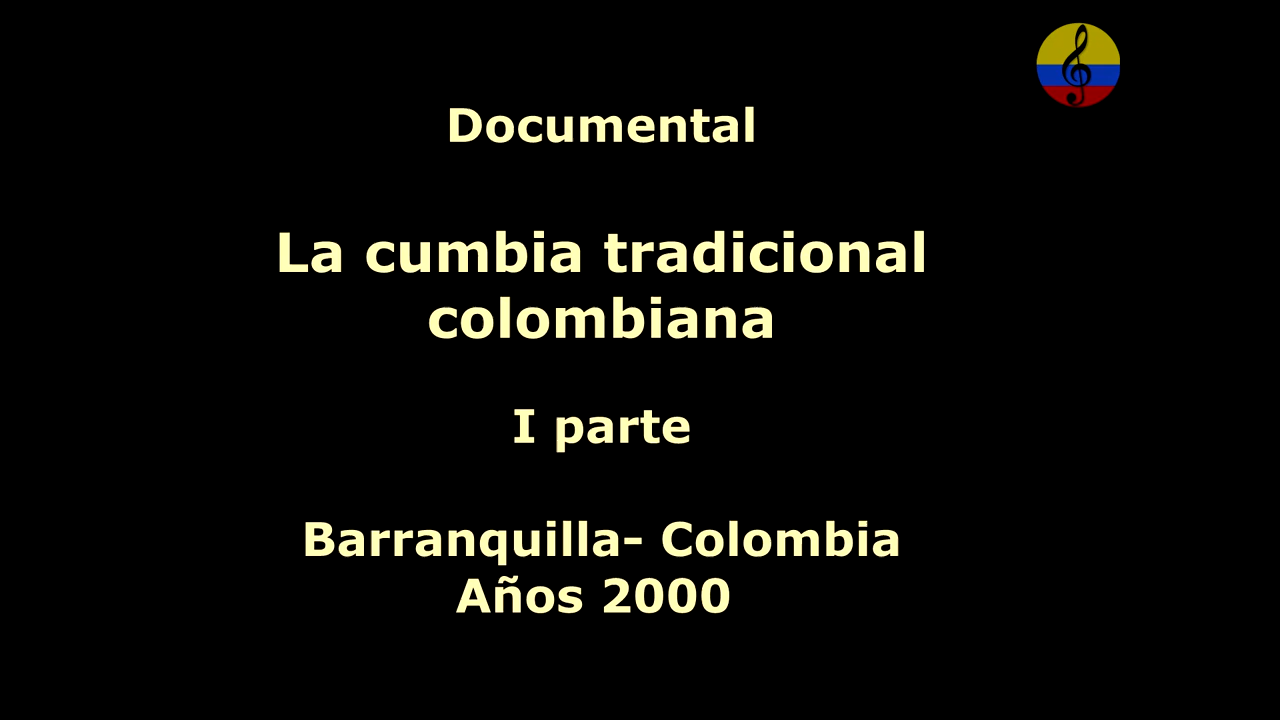 Documental
La cumbia tradicional
colombiana
I parte
Barranquilla- Colombia
Años 2000